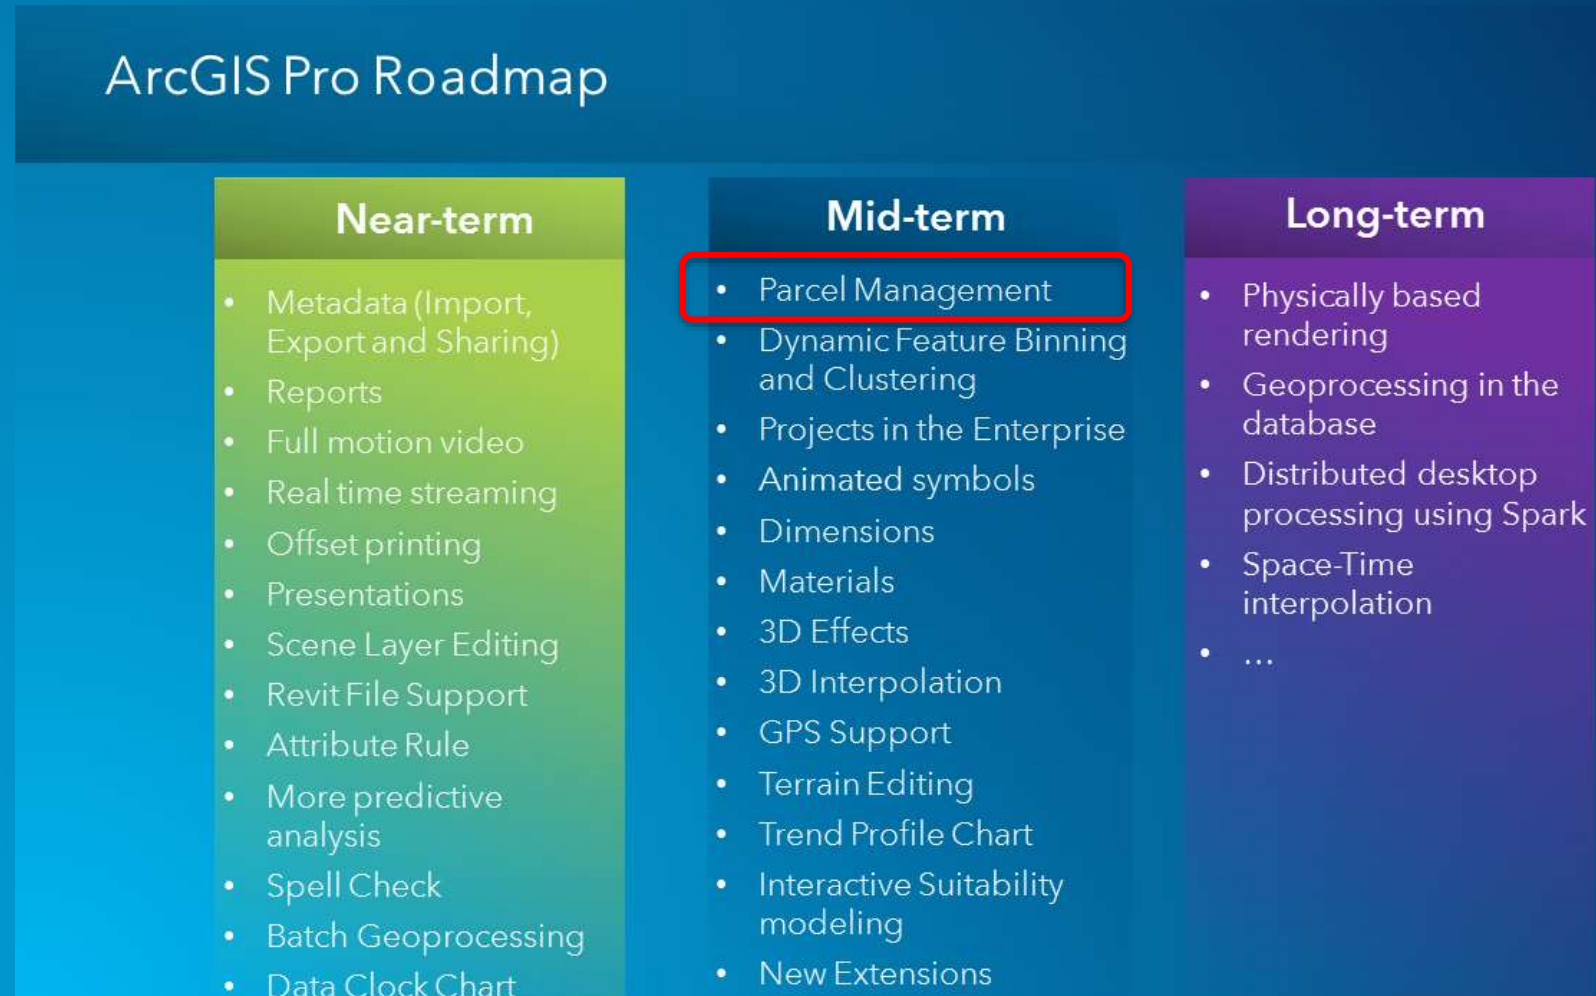 ArcGIS Pro Roadmap
Near-term
• Metadata (Import,
Export and Sharing)
• Reports
• Full motion video
• Real time streaming
• Offset printing
• Presentations
• Scene Layer Editing
• Revit File Support
• Attribute Rule
• More predictive
analysis
• Spell Check
• Batch Geoprocessing
• Data Clock Chart
Mid-term
• Parcel Management
• Dynamic Feature Binning
and Clustering
• Projects in the Enterprise
• Animated symbols
• Dimensions
• Materials
• 3D Effects
• 3D Interpolation
• GPS Support
• Terrain Editing
• Trend Profile Chart
• Interactive Suitability
modeling
• New Extensions
Long-term
• Physically based
rendering
• Geoprocessing in the
database
• Distributed desktop
processing using Spark
• Space-Time
interpolation
• ...